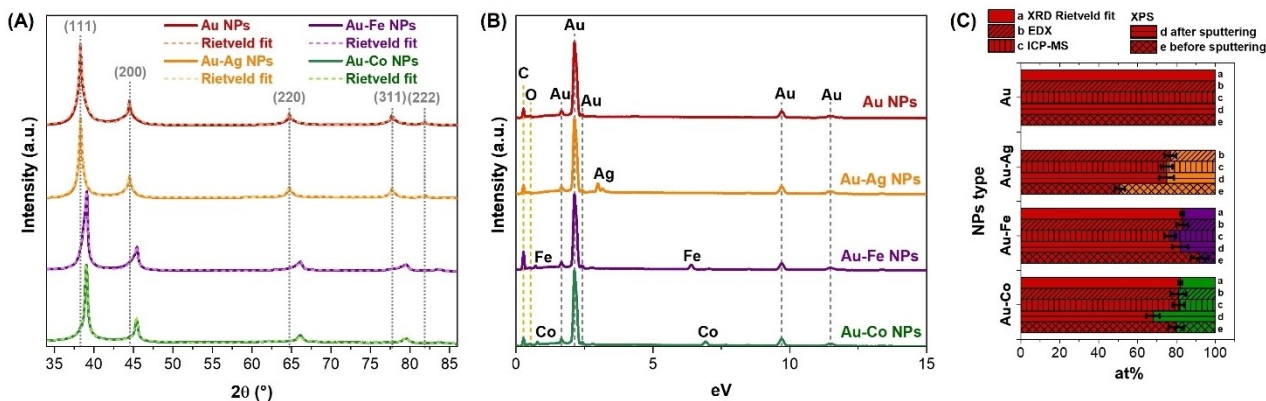 (A)
(111)
Au NPs
Rietveld fit
Au-Ag NPs
Rietveld fit
Au-Fe NPs
Rietveld fit
Au-Co NPs
Rietveld fit
(200)
(220)
(311)
(222)
Intensity (a.u.)
35 40 45 50 55 60 65 70 75 80 85
2θ (°)
(B)
Au
C
O
Au
Au
Au
Au
Au NPs
Ag
Au-Ag NPs
Fe
Fe
Au-Fe NPs
Co
Co
Au-Co NPs
Intensity (a.u.)
0 5 10 15
eV
(C)
a XRD Rietveld fit
b EDX
c ICP-MS
XPS
d after sputtering
e before sputtering
Au
a
b
c
d
e
Au-Ag
b
c
d
e
Au-Fe
a
b
c
d
e
Au-Co
a
b
c
d
e
NPs type
0 20 40 60 80 100
at%